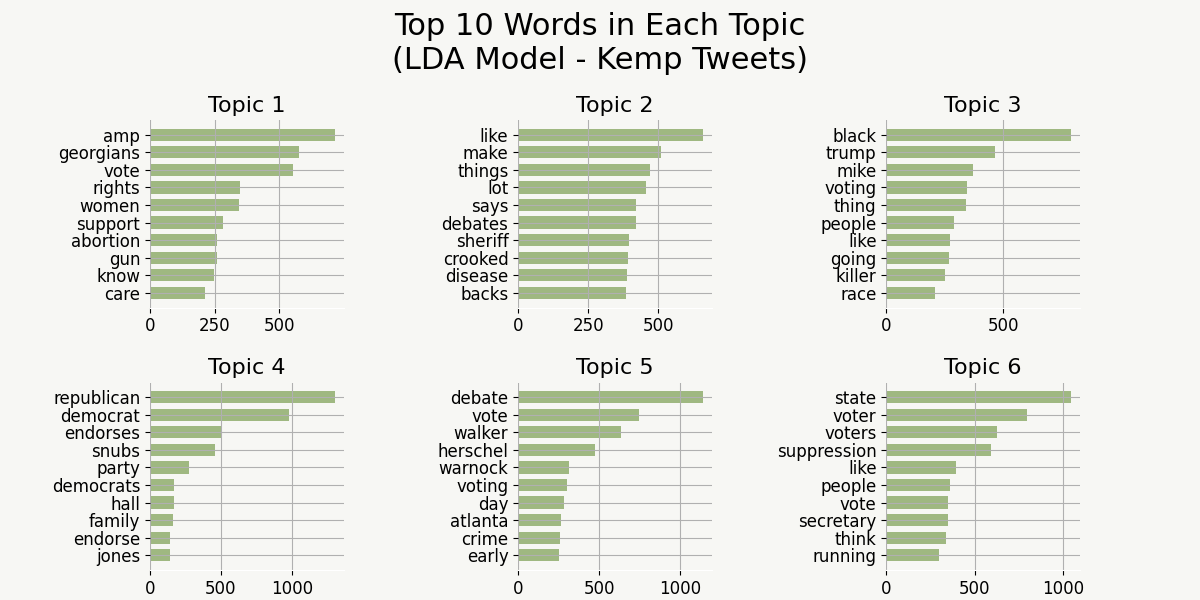 Top 10 Words in Each Topic
(LDA Model - Kemp Tweets)
Topic 1
amp
georgians
vote
rights
women
support
abortion
gun
know
care
0 250 500
Topic 2
like
make
things
lot
says
debates
sheriff
crooked
disease
backs
0 250 500
Topic 3
black
trump
mike
voting
thing
people
like
going
killer
race
0 500
Topic 4
republican
democrat
endorses
snubs
party
democrats
hall
family
endorse
jones
0 500 1000
Topic 5
debate
vote
walker
herschel
warnock
voting
day
atlanta
crime
early
0 500 1000
Topic 6
state
voter
voters
suppression
like
people
vote
secretary
think
running
0 500 1000